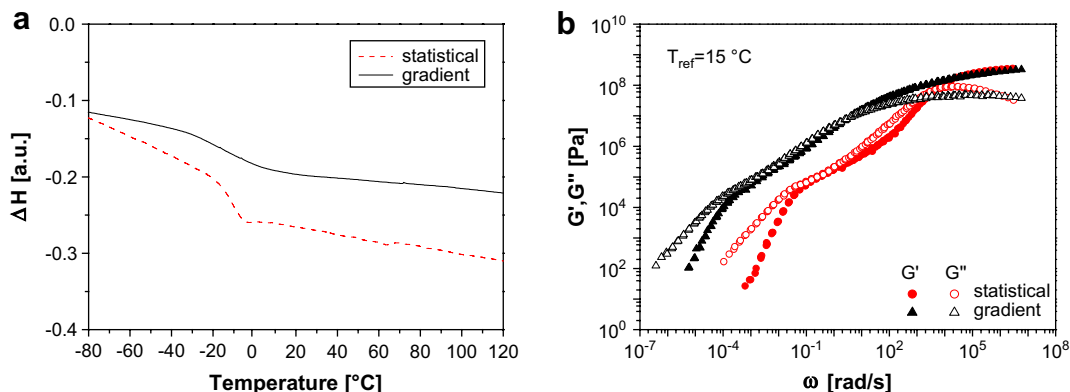 a
0.0
-0.1
-0.2
-0.3
-0.4
ΔH [a.u.]
-80 -60 -40 -20 0 20 40 60 80 100 120
Temperature [°C]
statistical
gradient
b
10^10
10^8
10^6
10^4
10^2
10^0
G',G'' [Pa]
T_ref=15 °C
G' G''
statistical
gradient
10^-7 10^-4 10^-1 10^2 10^5 10^8
ω [rad/s]